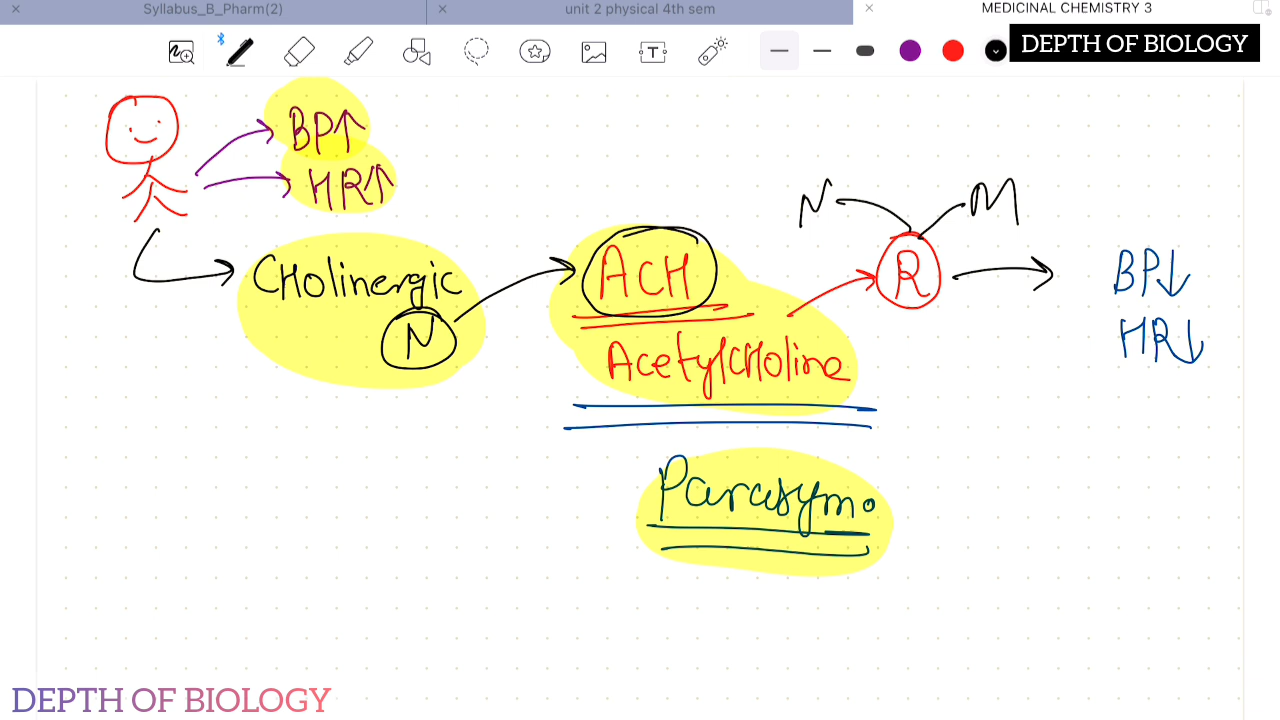 Syllabus_B_Pharm(2)
unit 2 physical 4th sem
MEDICINAL CHEMISTRY 3
DEPTH OF BIOLOGY
T
BP↑
HR↑
N
M
CHolinergic
N
ACH
R
BP↓
HR↓
AcetylCHoline
Parasym
DEPTH OF BIOLOGY